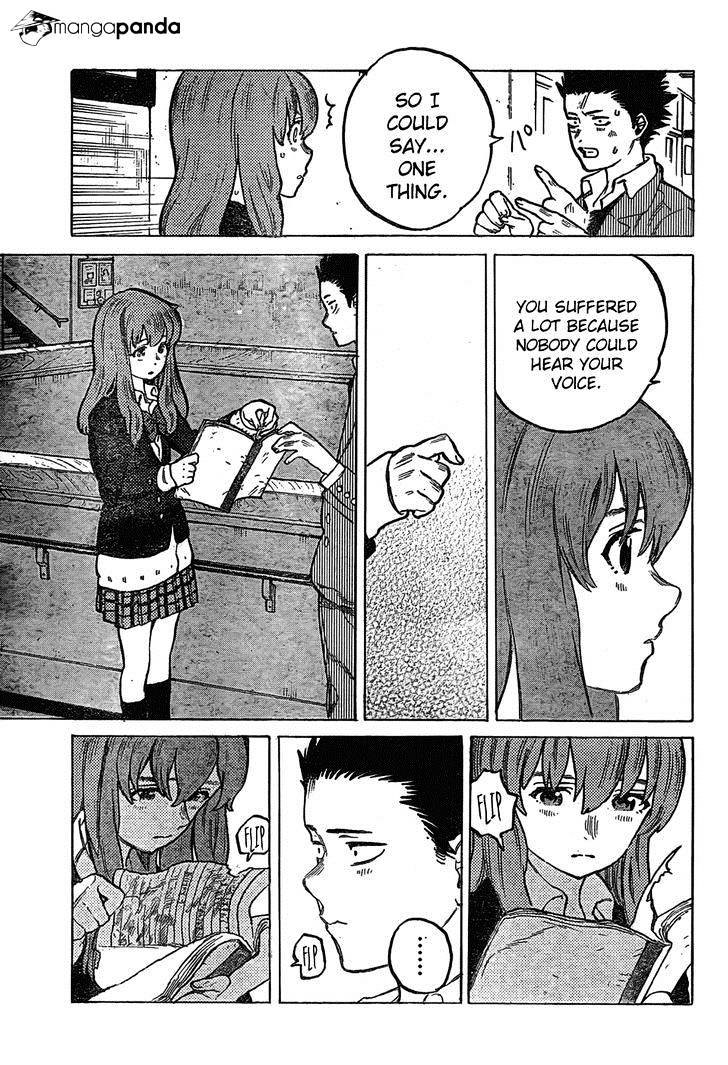 mangapanda
SO I
COULD
SAY...
ONE
THING.
YOU SUFFERED
A LOT BECAUSE
NOBODY COULD
HEAR YOUR
VOICE.
FLIP
......
FLIP
FLIP